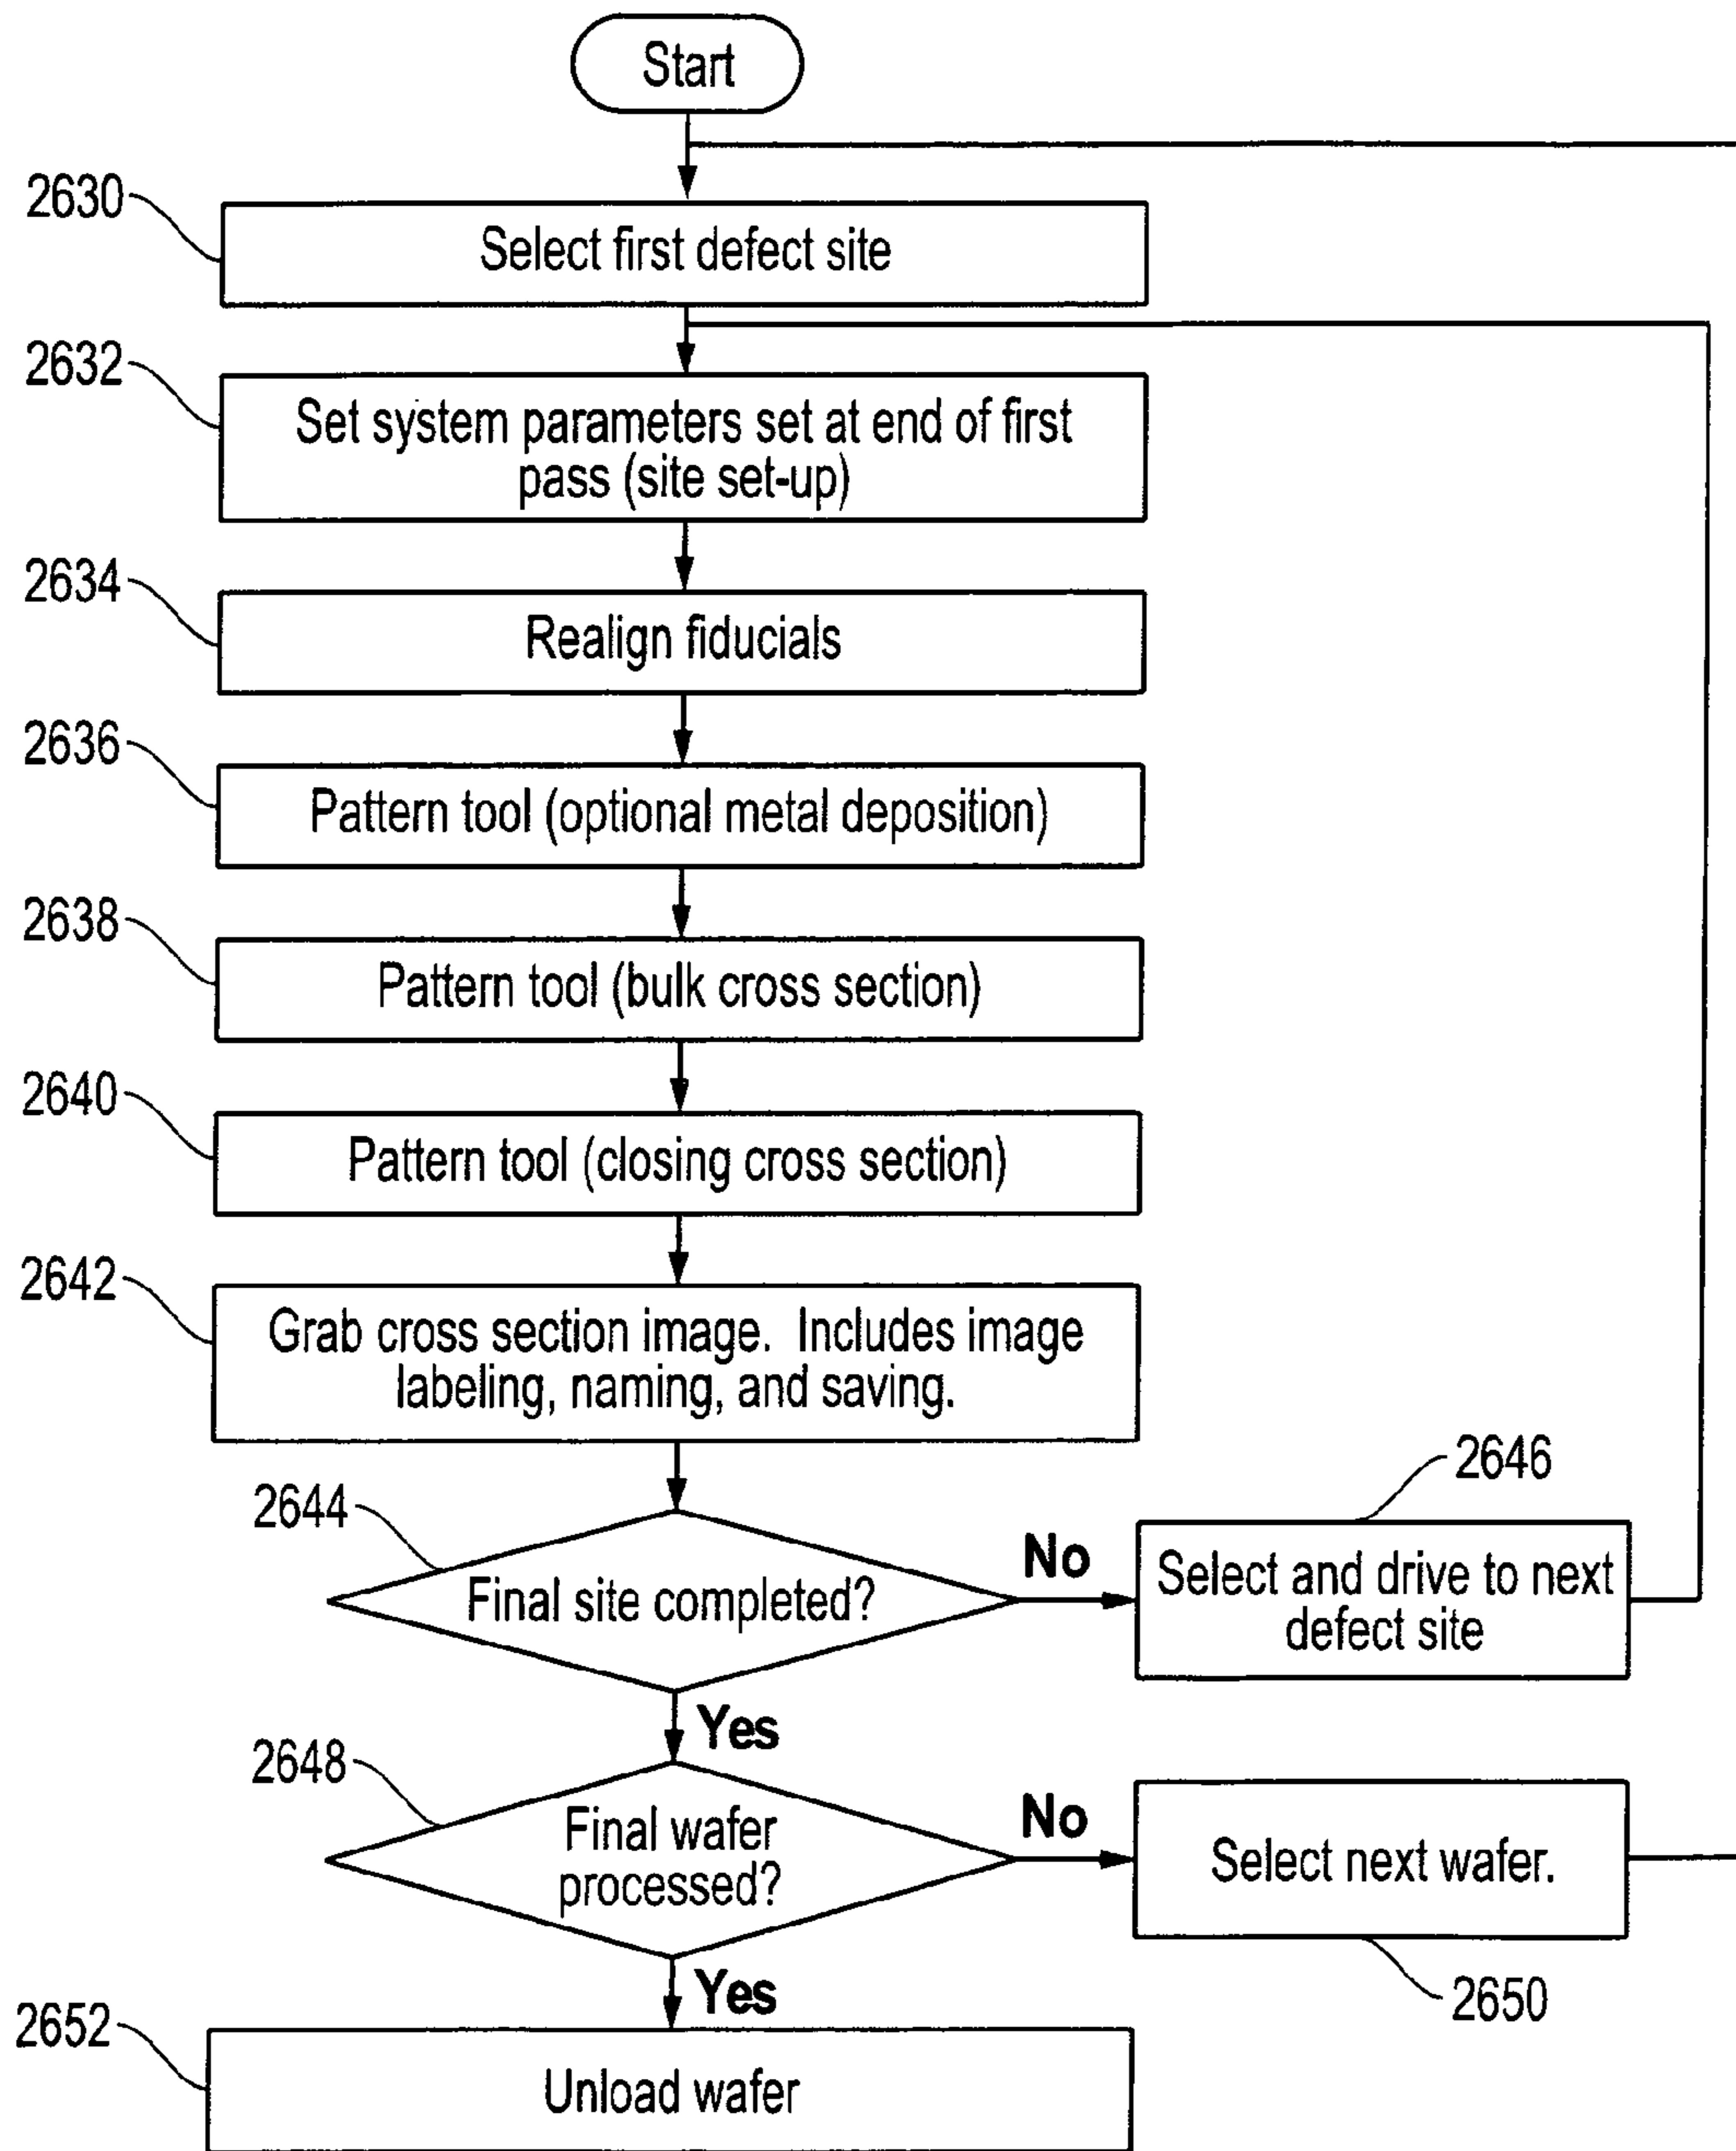 Start
2630
Select first defect site
2632
Set system parameters set at end of first
pass (site set-up)
2634
Realign fiducials
2636
Pattern tool (optional metal deposition)
2638
Pattern tool (bulk cross section)
2640
Pattern tool (closing cross section)
2642
Grab cross section image. Includes image
labeling, naming, and saving.
2644
Final site completed?
No
2646
Select and drive to next
defect site
Yes
2648
Final wafer
processed?
No
Select next wafer.
2650
Yes
2652
Unload wafer